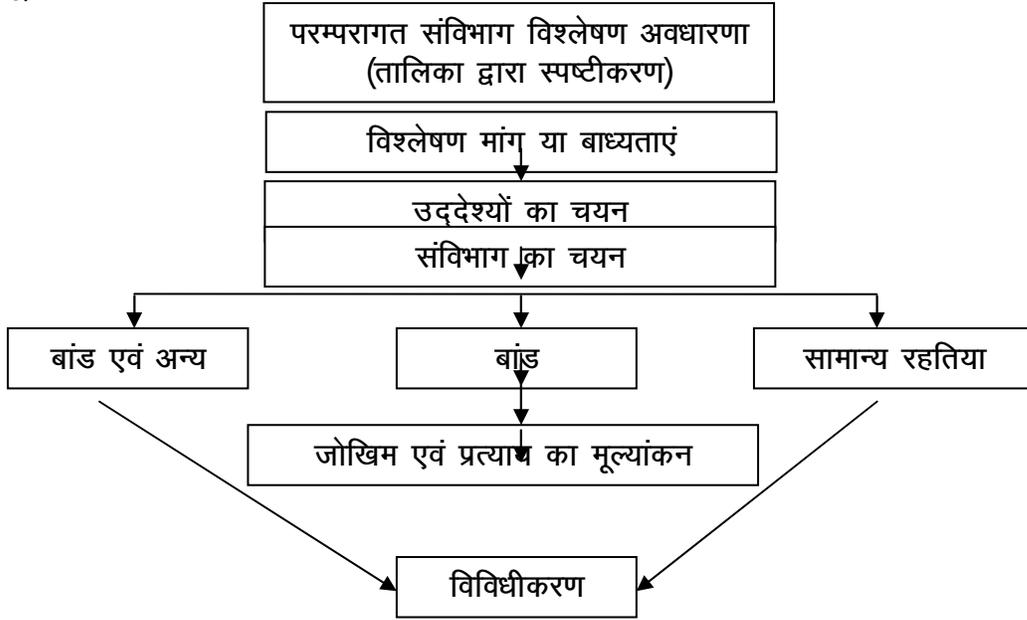 परम्परागत संविभाग विश्लेषण अवधारणा
(तालिका द्वारा स्पष्टीकरण)
विश्लेषण मांग या बाध्यताएं
उद्देश्यों का चयन
संविभाग का चयन
बांड एवं अन्य
बांड
सामान्य रहतिया
जोखिम एवं प्रत्याय का मूल्यांकन
विविधीकरण